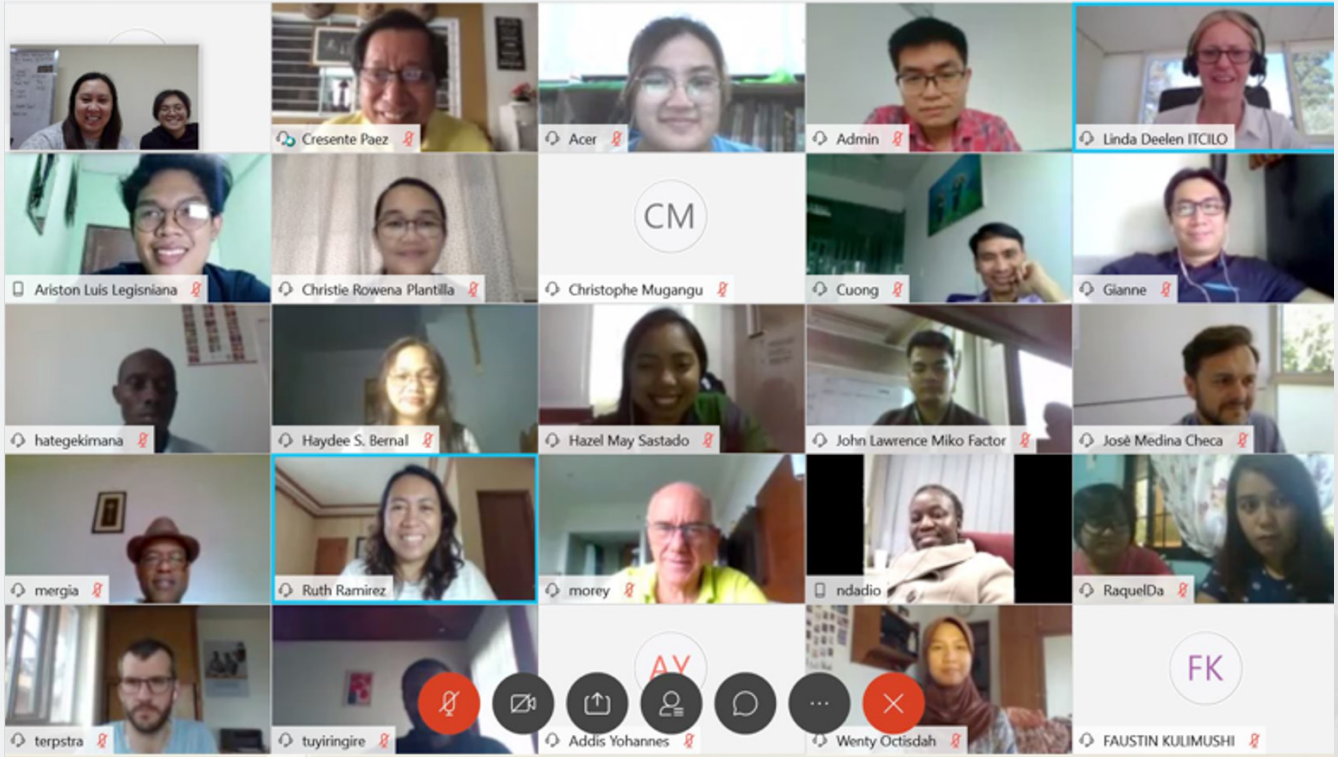 Cresente Paez
Acer
Admin
Linda Deelen ITCILO
Ariston Luis Legisniana
Christie Rowena Plantilla
CM
Christophe Mugangu
Cuong
Gianne
hategekimana
Haydee S. Bernal
Hazel May Sastado
John Lawrence Miko Factor
Josè Medina Checa
mergia
Ruth Ramirez
morey
ndadio
RaquelDa
terpstra
tuyiringire
AY
Addis Yohannes
Wenty Octisdah
FK
FAUSTIN KULIMUSHI